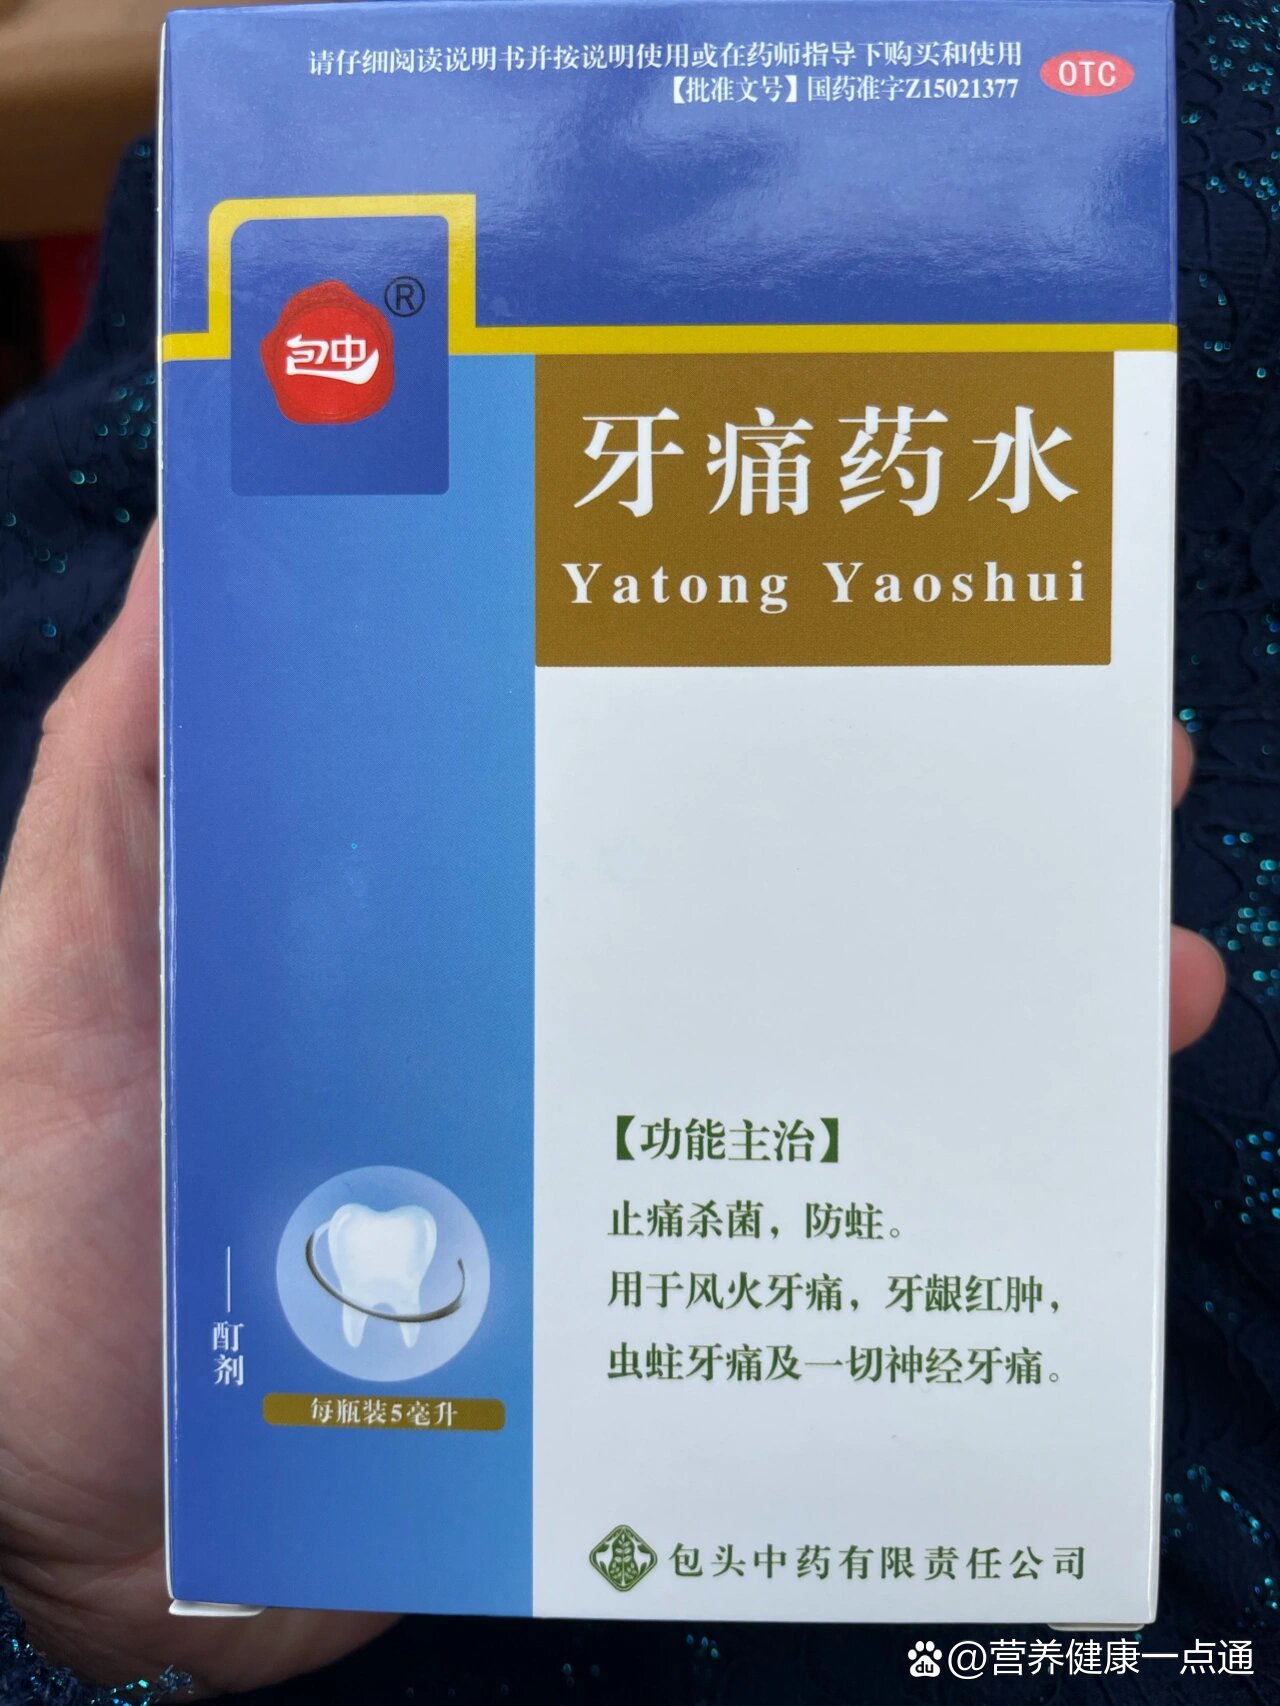 请仔细阅读说明书并按说明使用或在药师指导下购买和使用
OTC
【批准文号】国药准字Z15021377
包中®
牙痛药水
Yatong Yaoshui
【功能主治】
止痛杀菌，防蛀。
用于风火牙痛，牙龈红肿，
虫蛀牙痛及一切神经牙痛。
酊剂
每瓶装5毫升
包头中药有限责任公司
du @营养健康一点通